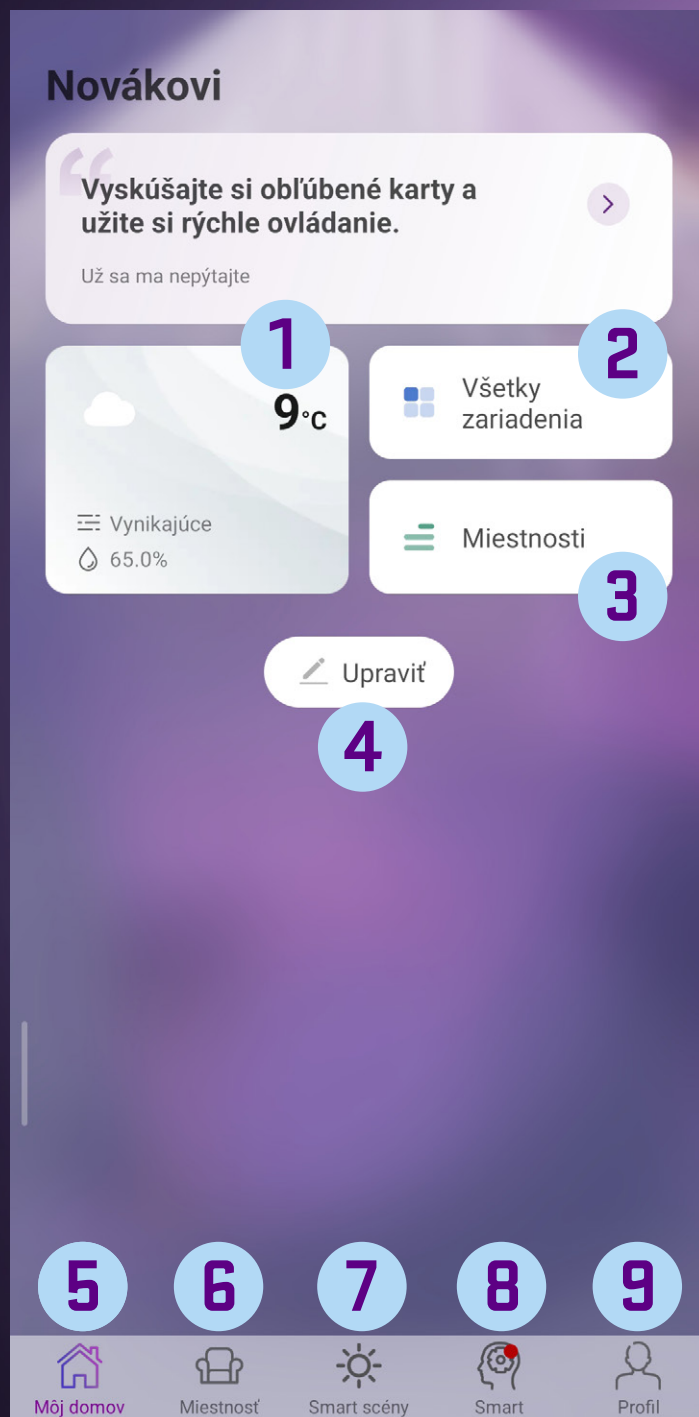 Novákovi
Vyskúšajte si obľúbené karty a
užite si rýchle ovládanie.
Už sa ma nepýtajte
1
2
9°C
Všetky
zariadenia
Vynikajúce
65.0%
Miestnosti
3
Upraviť
4
5 6 7 8 9
Môj domov Miestnosť Smart scény Smart Profil